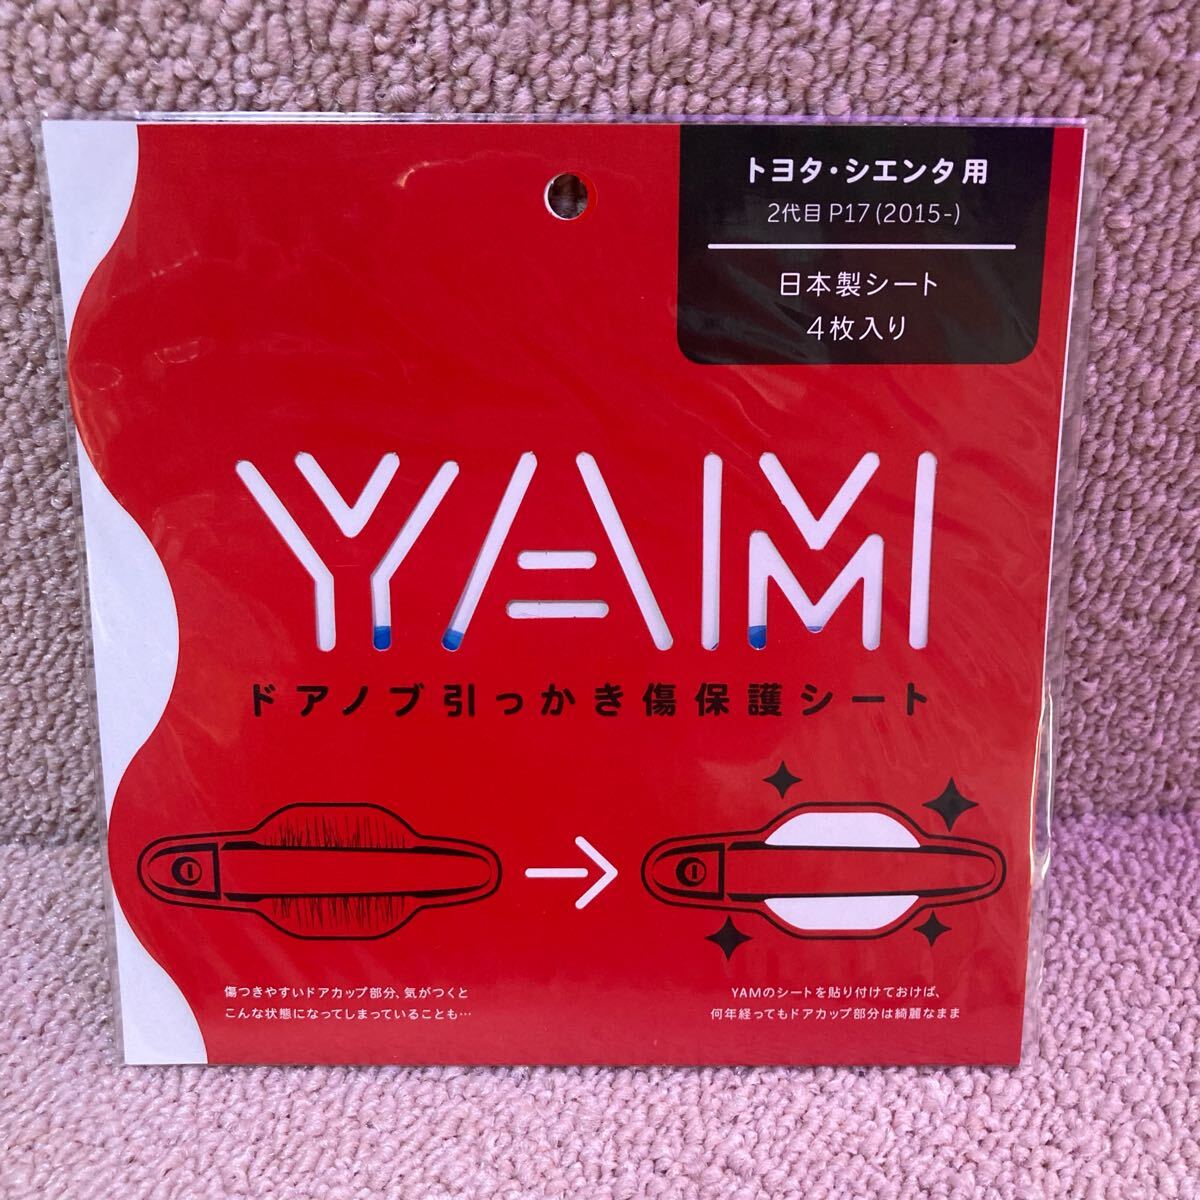 トヨタ・シエンタ用
2代目 P17 (2015-)
日本製シート
4枚入り
YAM
ドアノブ引っかき傷保護シート
傷つきやすいドアカップ部分、気がつくと
こんな状態になってしまっていることも…
YAMのシートを貼り付けておけば、
何年経ってもドアカップ部分は綺麗なまま